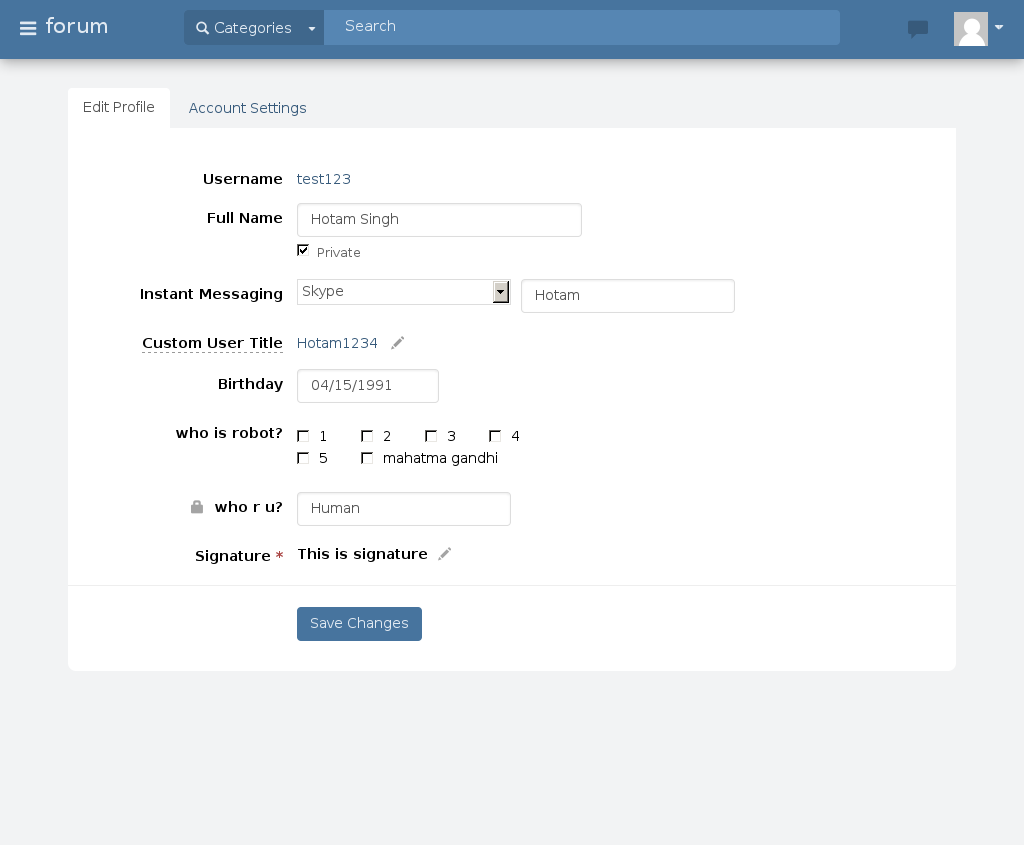 forum
Categories
Search
Edit Profile
Account Settings
Username test123
Full Name Hotam Singh
Private
Instant Messaging Skype Hotam
Custom User Title Hotam1234
Birthday 04/15/1991
who is robot? 1 2 3 4
5 mahatma gandhi
who r u? Human
Signature * This is signature
Save Changes